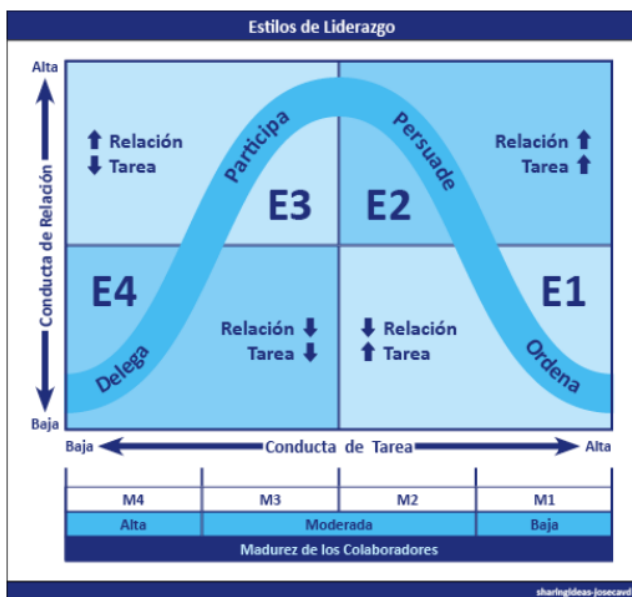 Estilos de Liderazgo
Alta
Conducta de Relación
Baja
Relación
Tarea
Participa
Persuade
Relación
Tarea
E3
E2
E4
E1
Relación
Tarea
Relación
Tarea
Delega
Ordena
Baja
Conducta de Tarea
Alta
M4
M3
M2
M1
Alta
Moderada
Baja
Madurez de los Colaboradores
sharingideas-josecavd